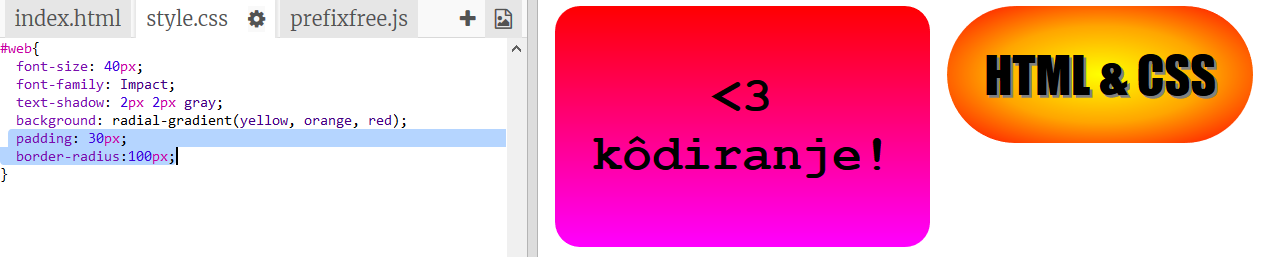 index.html style.css prefixfree.js
#web{
font-size: 40px;
font-family: Impact;
text-shadow: 2px 2px gray;
background: radial-gradient(yellow, orange, red);
padding: 30px;
border-radius:100px;
}
<3
kôdiranje!
HTML & CSS